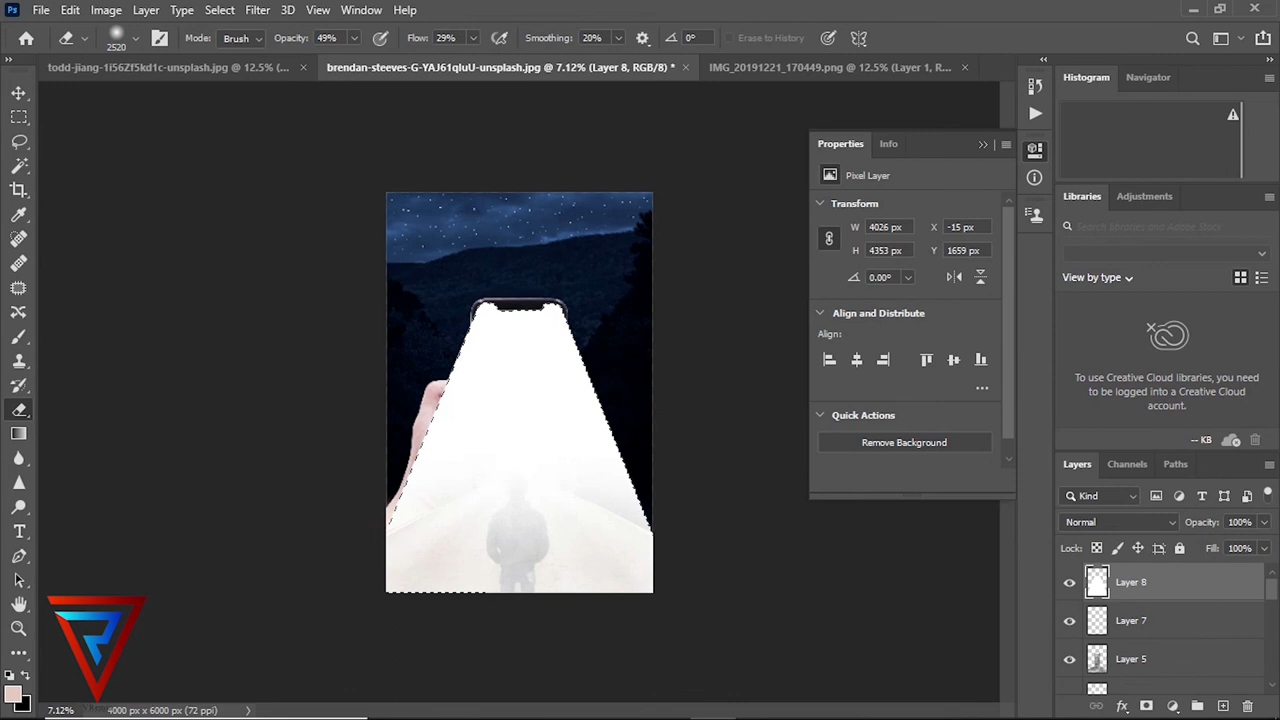 File Edit Image Layer Type Select Filter 3D View Window Help
2520 Mode: Brush Opacity: 49% Flow: 29% Smoothing: 20% 0° Erase to History
todd-jiang-1i56Zf5kd1c-unsplash.jpg @ 12.5% (... brendan-steeves-G-YAJ61qIuU-unsplash.jpg @ 7.12% (Layer 8, RGB/8) * IMG_20191221_170449.png @ 12.5% (Layer 1, R...
Histogram Navigator
Properties Info
Pixel Layer
Transform
W 4026 px X -15 px
H 4353 px Y 1659 px
0.00°
Align and Distribute
Align:
Quick Actions
Remove Background
Libraries Adjustments
Search inside Adobe Stock
View by type
To use Creative Cloud libraries, you need
to be logged into a Creative Cloud
account.
-- KB
Layers Channels Paths
Kind
Normal Opacity: 100%
Lock: Fill: 100%
Layer 8
Layer 7
Layer 5
7.12% 4000 px x 6000 px (72 ppi)